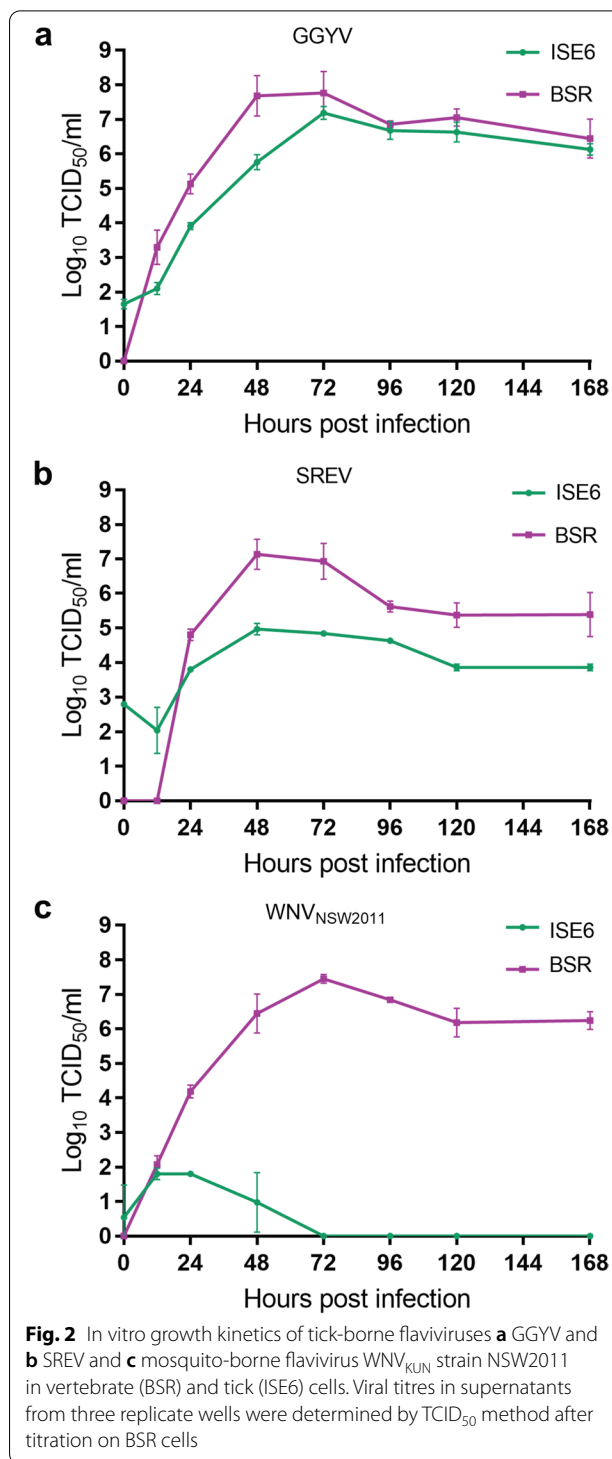 a
GGYV
ISE6
BSR
Log10 TCID50/ml
9
8
7
6
5
4
3
2
1
0
0 24 48 72 96 120 144 168
Hours post infection
b
SREV
ISE6
BSR
Log10 TCID50/ml
9
8
7
6
5
4
3
2
1
0
0 24 48 72 96 120 144 168
Hours post infection
c
WNVNSW2011
ISE6
BSR
Log10 TCID50/ml
9
8
7
6
5
4
3
2
1
0
0 24 48 72 96 120 144 168
Hours post infection
Fig. 2 In vitro growth kinetics of tick-borne flaviviruses a GGYV and
b SREV and c mosquito-borne flavivirus WNVKUN strain NSW2011
in vertebrate (BSR) and tick (ISE6) cells. Viral titres in supernatants
from three replicate wells were determined by TCID50 method after
titration on BSR cells